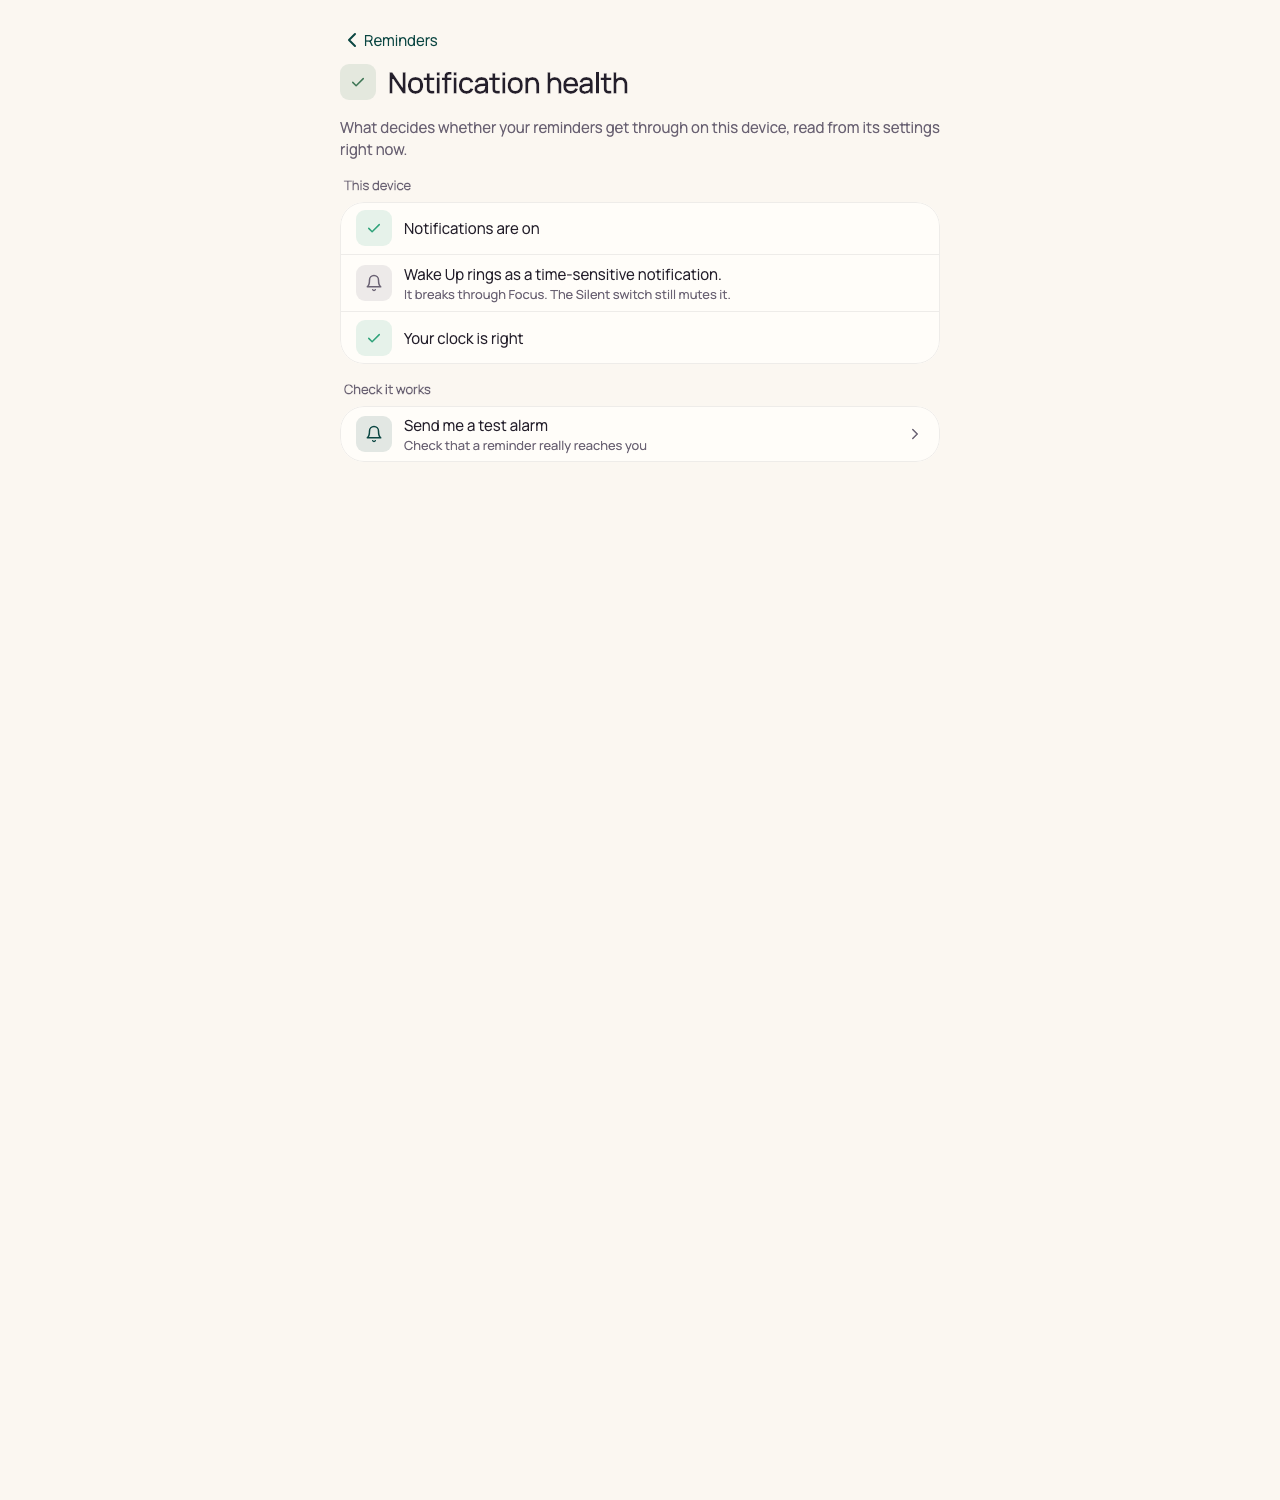 Reminders
Notification health
What decides whether your reminders get through on this device, read from its settings
right now.
This device
Notifications are on
Wake Up rings as a time-sensitive notification.
It breaks through Focus. The Silent switch still mutes it.
Your clock is right
Check it works
Send me a test alarm
Check that a reminder really reaches you